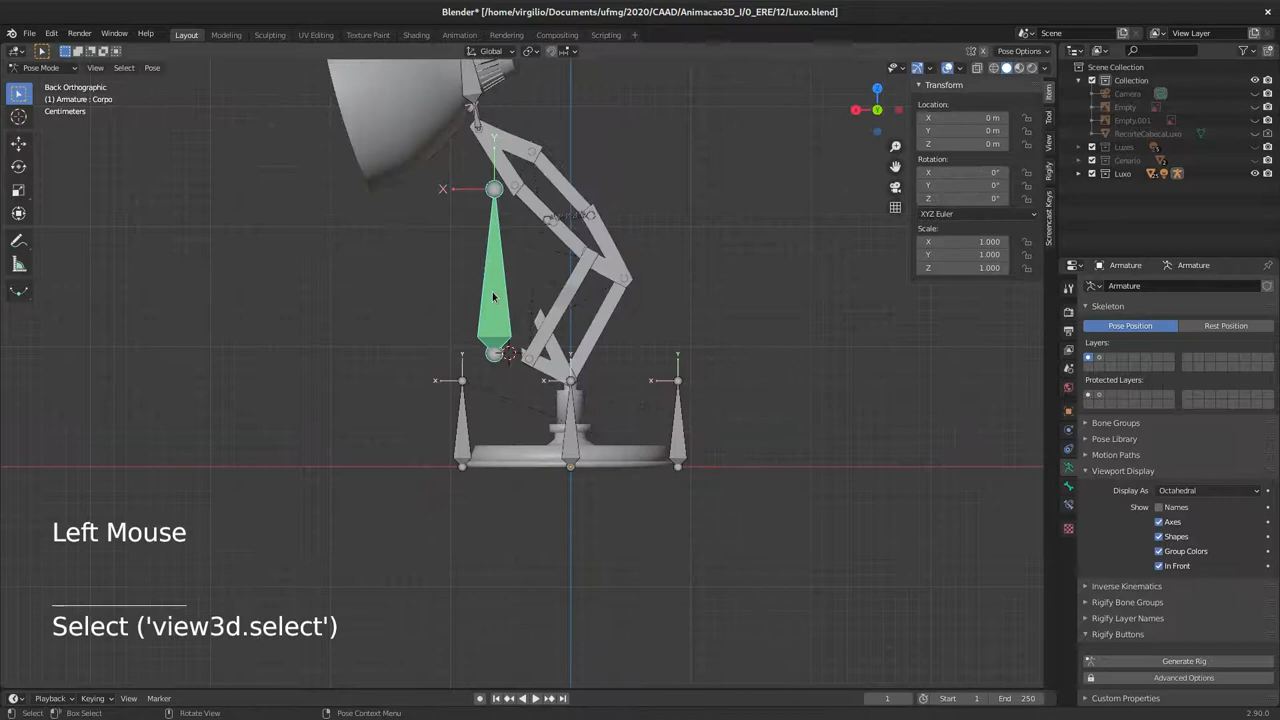 Blender* [/home/virgilio/Documents/ufmg/2020/CAAD/Animacao3D_I/0_ERE/12/Luxo.blend]
File Edit Render Window Help Layout Modeling Sculpting UV Editing Texture Paint Shading Animation Rendering Compositing Scripting Scene View Layer
Global Pose Options
Pose Mode View Select Pose
Back Orthographic
(1) Armature : Corpo
Centimeters
Transform
Location:
X 0 m
Y 0 m
Z 0 m
Rotation:
X 0°
Y 0°
Z 0°
XYZ Euler
Scale:
X 1.000
Y 1.000
Z 1.000
Item
Tool
View
Rigify
Screencast Keys
Scene Collection
Collection
Camera
Empty
Empty.001
RecorteCabecaLuxo
Luzes
Cenario
Luxo
Armature Armature
Armature
Skeleton
Pose Position Rest Position
Layers:
Protected Layers:
Bone Groups
Pose Library
Motion Paths
Viewport Display
Display As Octahedral
Show Names
Axes
Shapes
Group Colors
In Front
Inverse Kinematics
Rigify Bone Groups
Rigify Layer Names
Rigify Buttons
Generate Rig
Advanced Options
Custom Properties
Left Mouse
Select ('view3d.select')
Playback Keying View Marker 1 Start 1 End 250
Select Box Select Rotate View Pose Context Menu 2.90.0